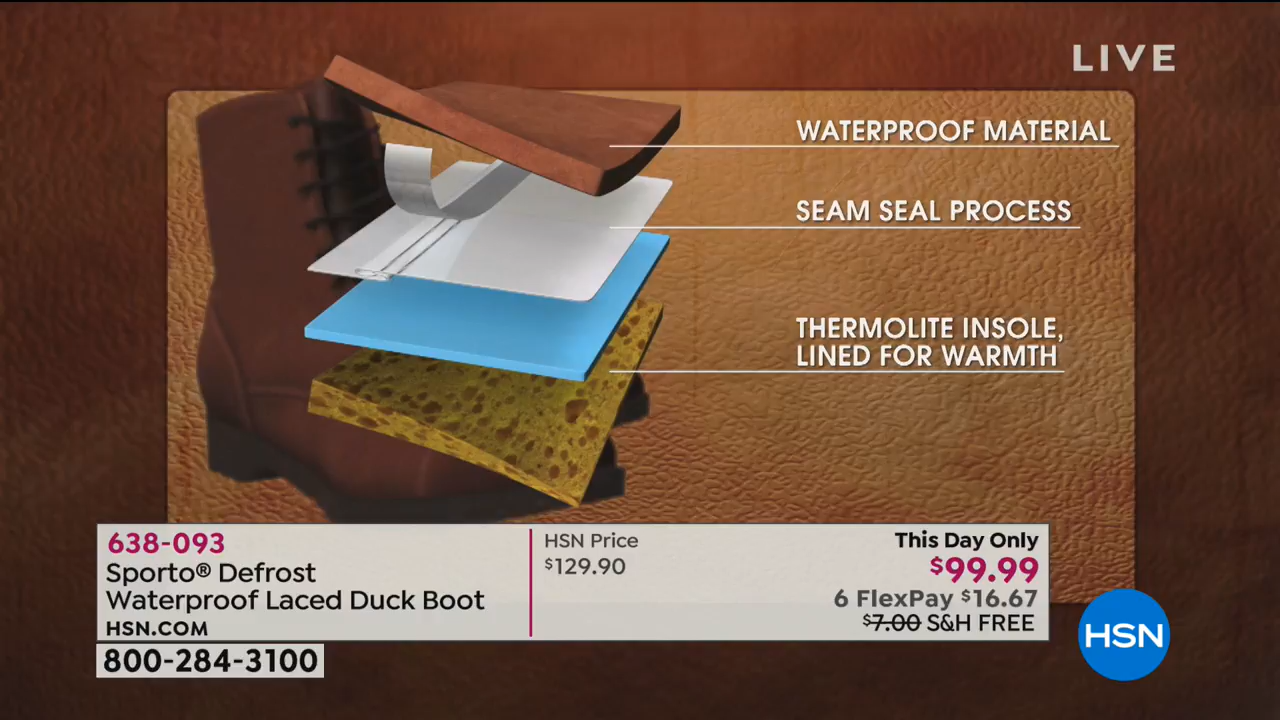 LIVE
WATERPROOF MATERIAL
SEAM SEAL PROCESS
THERMOLITE INSOLE,
LINED FOR WARMTH
638-093
Sporto® Defrost
Waterproof Laced Duck Boot
HSN.COM
800-284-3100
HSN Price
$129.90
This Day Only
$99.99
6 FlexPay $16.67
$7.00 S&H FREE
HSN